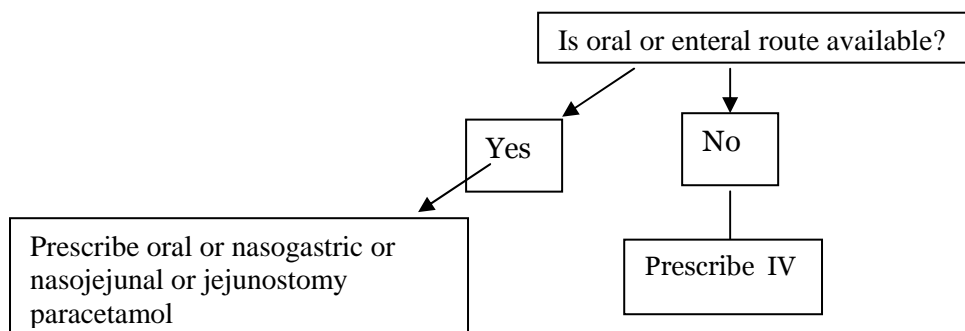 Is oral or enteral route available?
Yes
No
Prescribe oral or nasogastric or
nasojejunal or jejunostomy
paracetamol
Prescribe IV